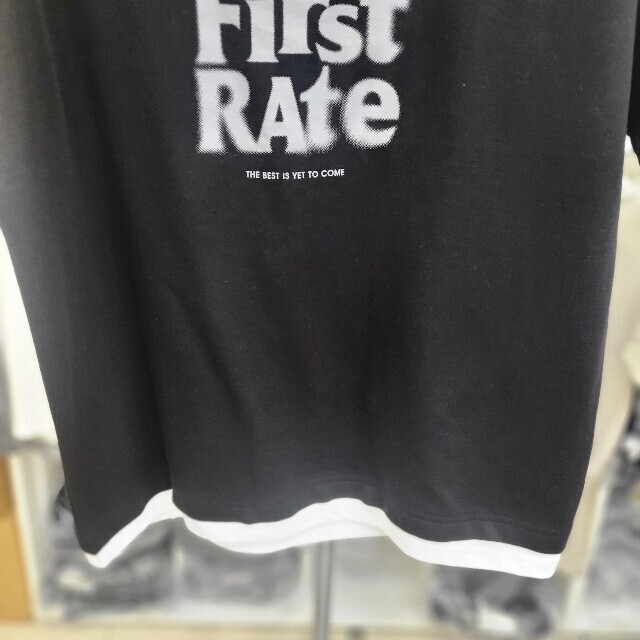 First
RAte
THE BEST IS YET TO COME